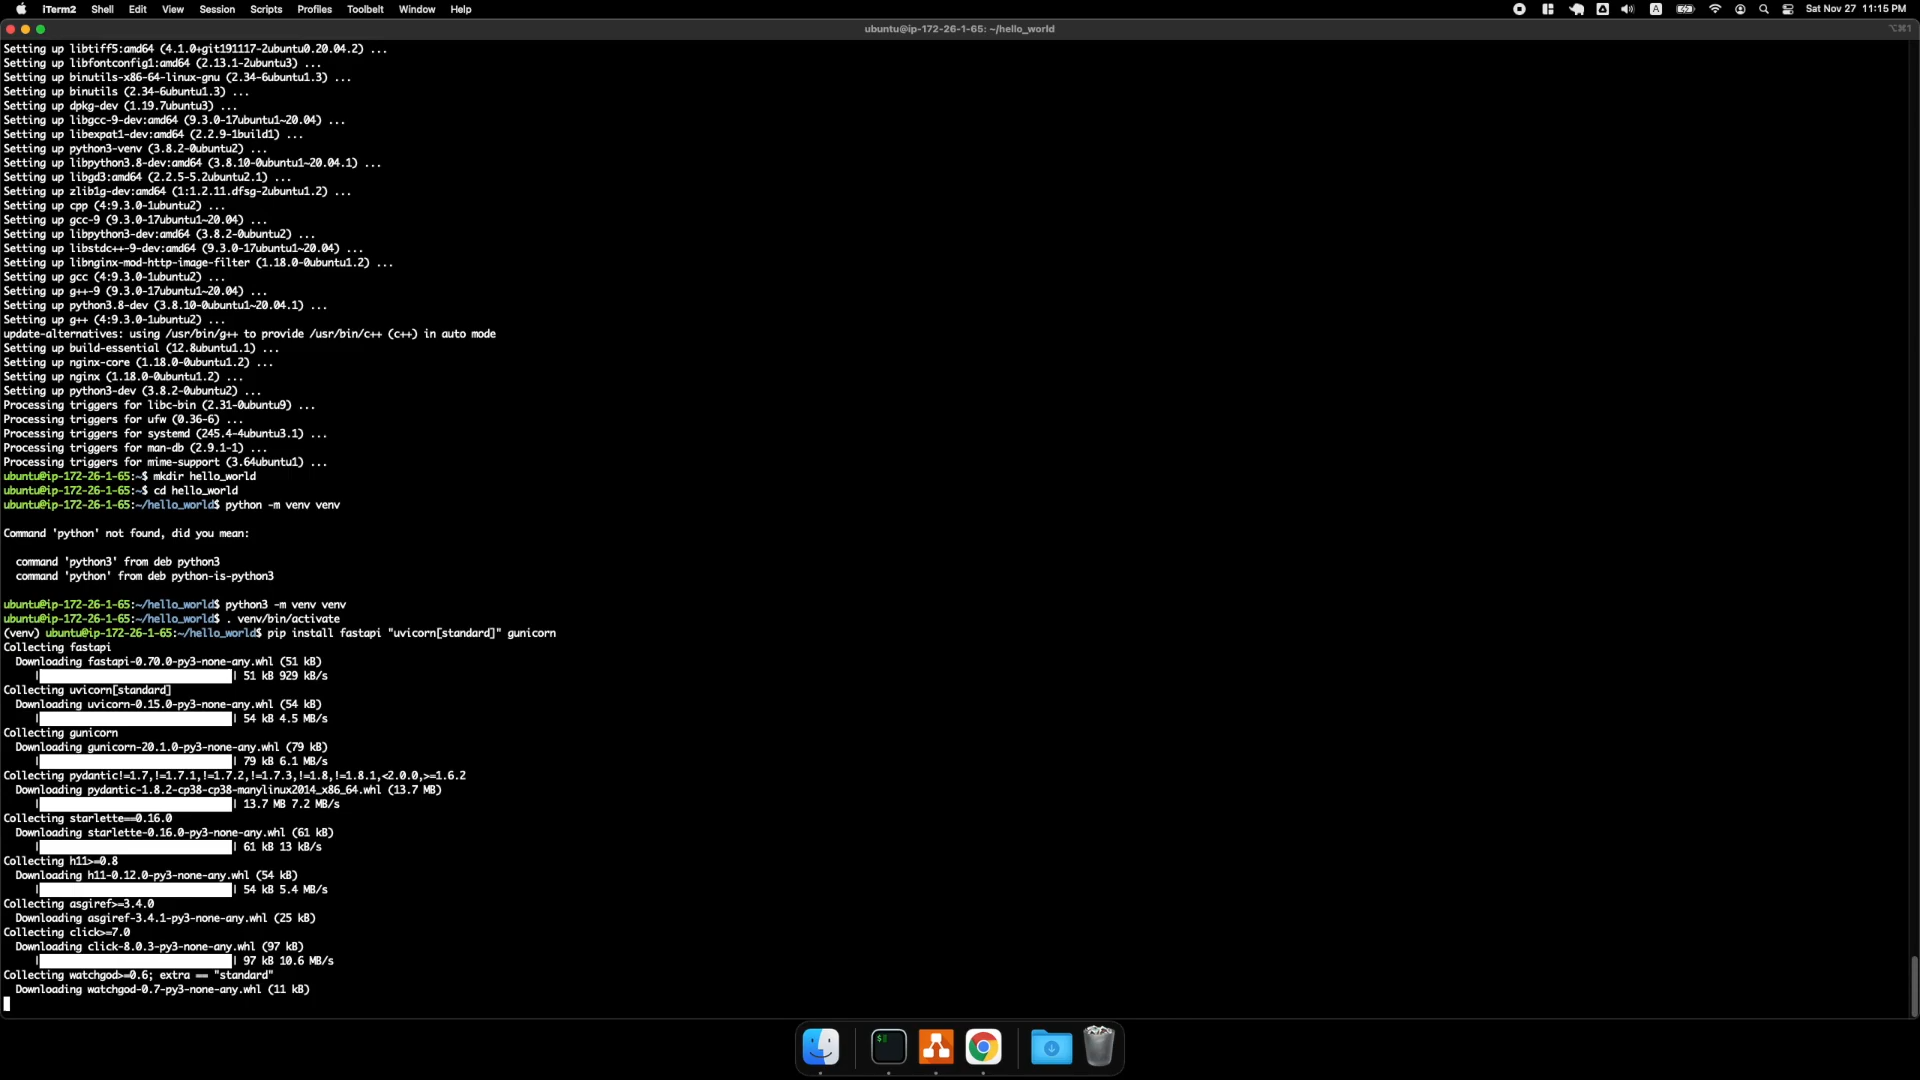 iTerm2 Shell Edit View Session Scripts Profiles Toolbelt Window Help
A
Sat Nov 27 11:15 PM
ubuntu@ip-172-26-1-65: ~/hello_world
⌥⌘1
Setting up libtiff5:amd64 (4.1.0+git191117-2ubuntu0.20.04.2) ...
Setting up libfontconfig1:amd64 (2.13.1-2ubuntu3) ...
Setting up binutils-x86-64-linux-gnu (2.34-6ubuntu1.3) ...
Setting up binutils (2.34-6ubuntu1.3) ...
Setting up dpkg-dev (1.19.7ubuntu3) ...
Setting up libgcc-9-dev:amd64 (9.3.0-17ubuntu1~20.04) ...
Setting up libexpat1-dev:amd64 (2.2.9-1build1) ...
Setting up python3-venv (3.8.2-0ubuntu2) ...
Setting up libpython3.8-dev:amd64 (3.8.10-0ubuntu1~20.04.1) ...
Setting up libgd3:amd64 (2.2.5-5.2ubuntu2.1) ...
Setting up zlib1g-dev:amd64 (1:1.2.11.dfsg-2ubuntu1.2) ...
Setting up cpp (4:9.3.0-1ubuntu2) ...
Setting up gcc-9 (9.3.0-17ubuntu1~20.04) ...
Setting up libpython3-dev:amd64 (3.8.2-0ubuntu2) ...
Setting up libstdc++-9-dev:amd64 (9.3.0-17ubuntu1~20.04) ...
Setting up libnginx-mod-http-image-filter (1.18.0-0ubuntu1.2) ...
Setting up gcc (4:9.3.0-1ubuntu2) ...
Setting up g++-9 (9.3.0-17ubuntu1~20.04) ...
Setting up python3.8-dev (3.8.10-0ubuntu1~20.04.1) ...
Setting up g++ (4:9.3.0-1ubuntu2) ...
update-alternatives: using /usr/bin/g++ to provide /usr/bin/c++ (c++) in auto mode
Setting up build-essential (12.8ubuntu1.1) ...
Setting up nginx-core (1.18.0-0ubuntu1.2) ...
Setting up nginx (1.18.0-0ubuntu1.2) ...
Setting up python3-dev (3.8.2-0ubuntu2) ...
Processing triggers for libc-bin (2.31-0ubuntu9) ...
Processing triggers for ufw (0.36-6) ...
Processing triggers for systemd (245.4-4ubuntu3.1) ...
Processing triggers for man-db (2.9.1-1) ...
Processing triggers for mime-support (3.64ubuntu1) ...
ubuntu@ip-172-26-1-65:~$ mkdir hello_world
ubuntu@ip-172-26-1-65:~$ cd hello_world
ubuntu@ip-172-26-1-65:~/hello_world$ python -m venv venv
Command 'python' not found, did you mean:
command 'python3' from deb python3
command 'python' from deb python-is-python3
ubuntu@ip-172-26-1-65:~/hello_world$ python3 -m venv venv
ubuntu@ip-172-26-1-65:~/hello_world$ . venv/bin/activate
(venv) ubuntu@ip-172-26-1-65:~/hello_world$ pip install fastapi "uvicorn[standard]" gunicorn
Collecting fastapi
Downloading fastapi-0.70.0-py3-none-any.whl (51 kB)
| | 51 kB 929 kB/s
Collecting uvicorn[standard]
Downloading uvicorn-0.15.0-py3-none-any.whl (54 kB)
| | 54 kB 4.5 MB/s
Collecting gunicorn
Downloading gunicorn-20.1.0-py3-none-any.whl (79 kB)
| | 79 kB 6.1 MB/s
Collecting pydantic!=1.7,!=1.7.1,!=1.7.2,!=1.7.3,!=1.8,!=1.8.1,<2.0.0,>=1.6.2
Downloading pydantic-1.8.2-cp38-cp38-manylinux2014_x86_64.whl (13.7 MB)
| | 13.7 MB 7.2 MB/s
Collecting starlette==0.16.0
Downloading starlette-0.16.0-py3-none-any.whl (61 kB)
| | 61 kB 13 kB/s
Collecting h11>=0.8
Downloading h11-0.12.0-py3-none-any.whl (54 kB)
| | 54 kB 5.4 MB/s
Collecting asgiref>=3.4.0
Downloading asgiref-3.4.1-py3-none-any.whl (25 kB)
Collecting click>=7.0
Downloading click-8.0.3-py3-none-any.whl (97 kB)
| | 97 kB 10.6 MB/s
Collecting watchgod>=0.6; extra == "standard"
Downloading watchgod-0.7-py3-none-any.whl (11 kB)